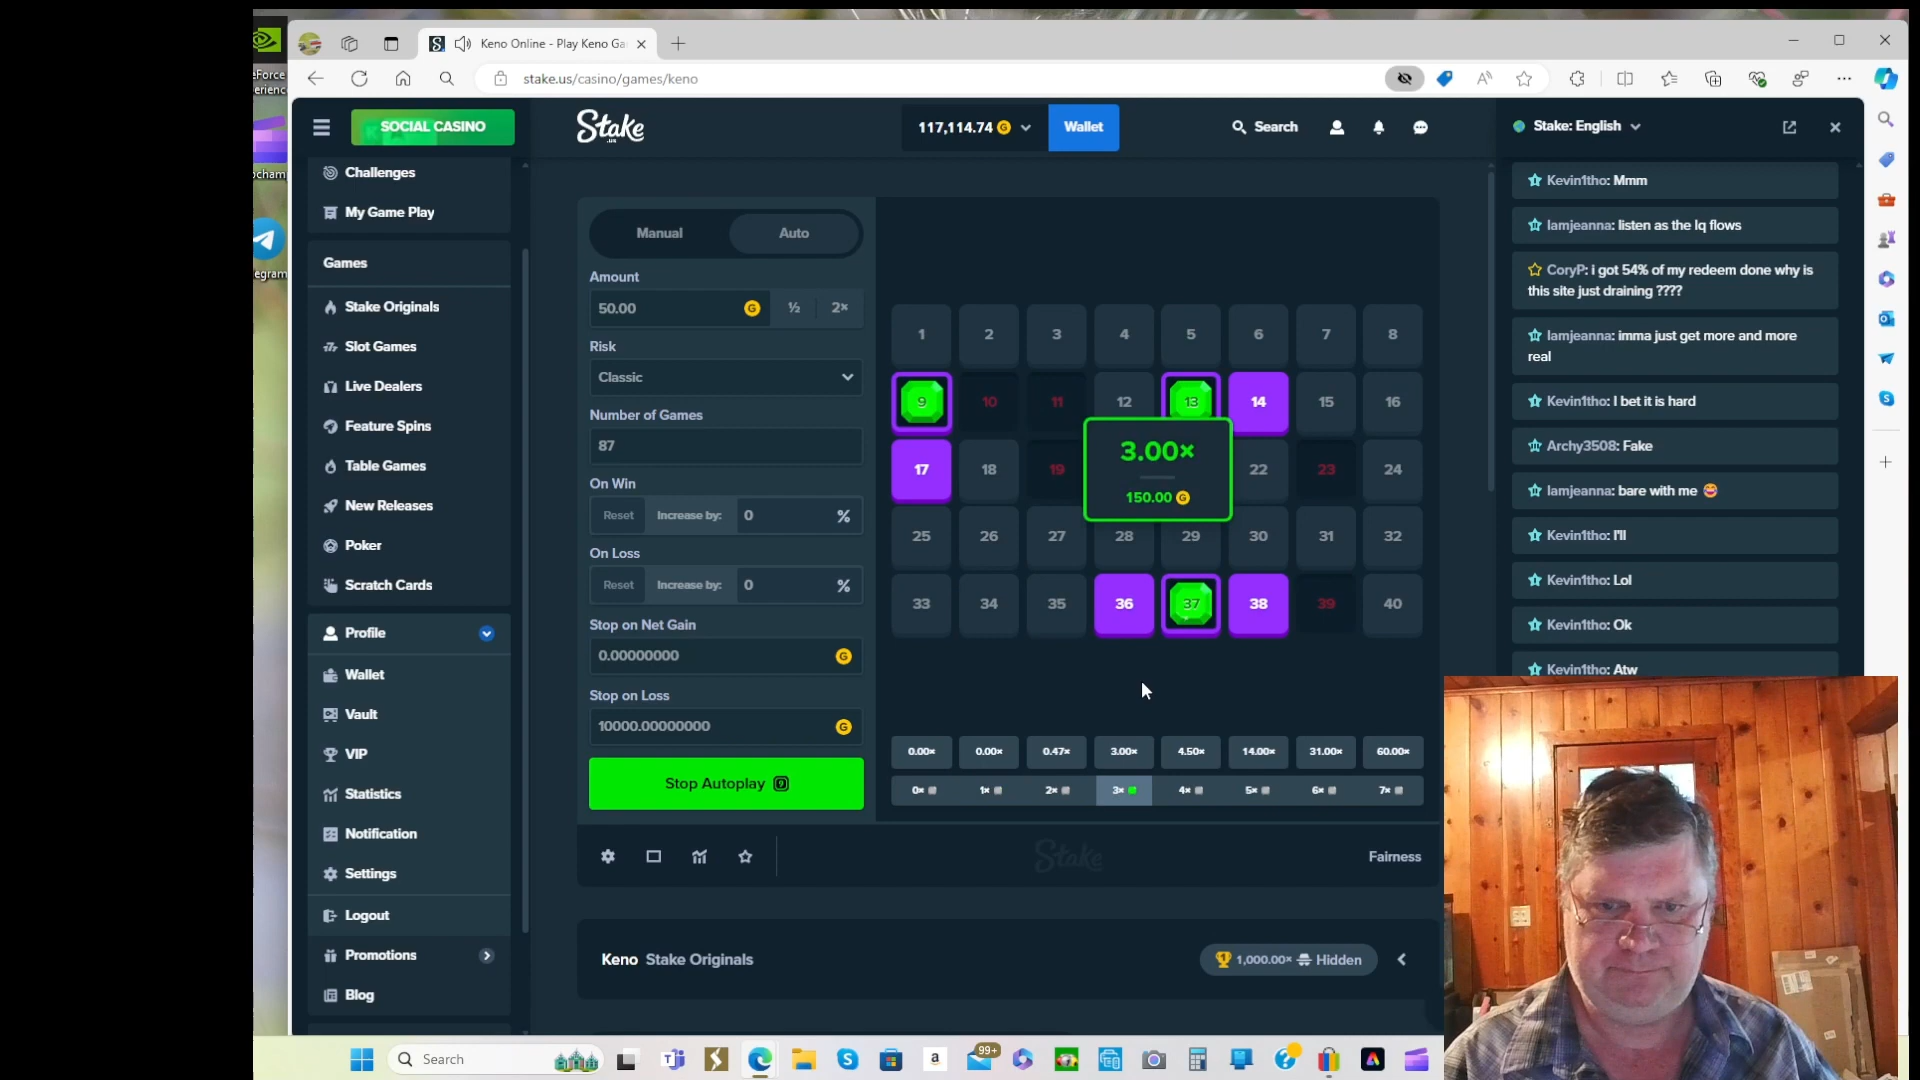 Keno Online - Play Keno Ga
eForce
erience
stake.us/casino/games/keno
SOCIAL CASINO
Stake
.us
117,114.74
Wallet
Search
Stake: English
Challenges
My Game Play
Games
Stake Originals
Slot Games
Live Dealers
Feature Spins
Table Games
New Releases
Poker
Scratch Cards
Profile
Wallet
Vault
VIP
Statistics
Notification
Settings
Logout
Promotions
Blog
egram
Manual
Auto
Amount
50.00
½
2×
Risk
Classic
Number of Games
87
On Win
Reset
Increase by:
0
%
On Loss
Reset
Increase by:
0
%
Stop on Net Gain
0.00000000
Stop on Loss
10000.00000000
Stop Autoplay
1 2 3 4 5 6 7 8
9 10 11 12 13 14 15 16
17 18 19 22 23 24
3.00×
150.00
25 26 27 28 29 30 31 32
33 34 35 36 37 38 39 40
0.00× 0.00× 0.47× 3.00× 4.50× 14.00× 31.00× 60.00×
0× 1× 2× 3× 4× 5× 6× 7×
Stake
Fairness
Keno Stake Originals
1,000.00× Hidden
Kevin1tho: Mmm
Iamjeanna: listen as the lq flows
CoryP: i got 54% of my redeem done why is
this site just draining ????
Iamjeanna: imma just get more and more
real
Kevin1tho: I bet it is hard
Archy3508: Fake
Iamjeanna: bare with me 😂
Kevin1tho: I'll
Kevin1tho: Lol
Kevin1tho: Ok
Kevin1tho: Atw
Search
99+